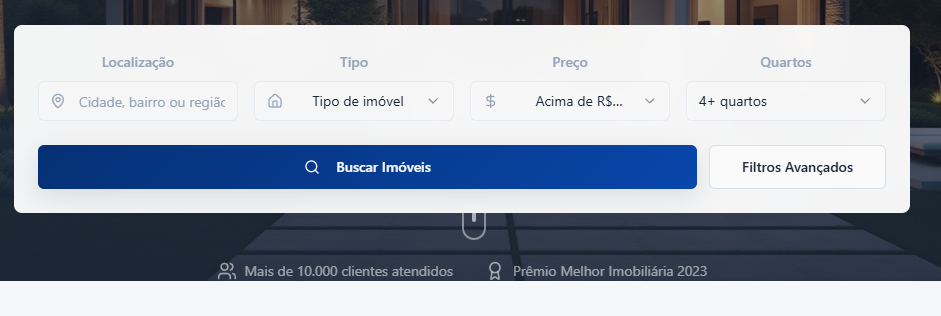 Localização Tipo Preço Quartos
Cidade, bairro ou regiãc Tipo de imóvel Acima de R$... 4+ quartos
Buscar Imóveis Filtros Avançados
Mais de 10.000 clientes atendidos Prêmio Melhor Imobiliária 2023